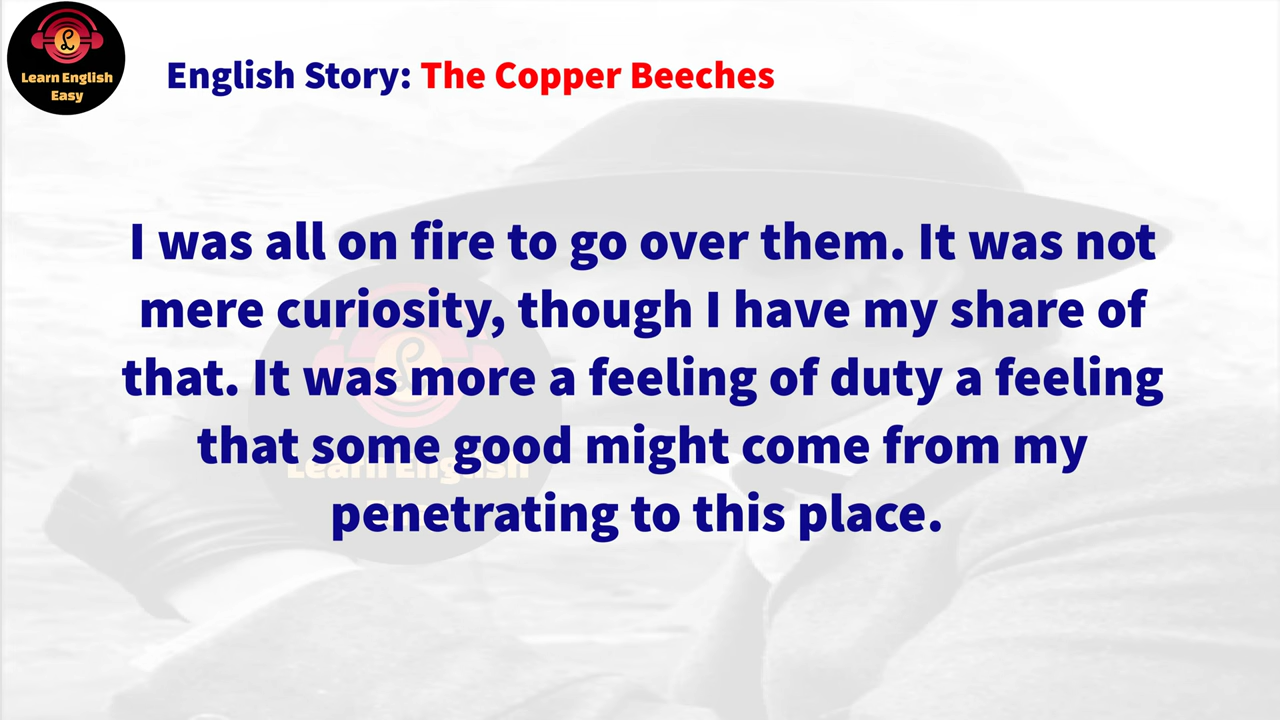 Learn English
Easy
English Story: The Copper Beeches
I was all on fire to go over them. It was not
mere curiosity, though I have my share of
that. It was more a feeling of duty a feeling
that some good might come from my
penetrating to this place.
Learn English